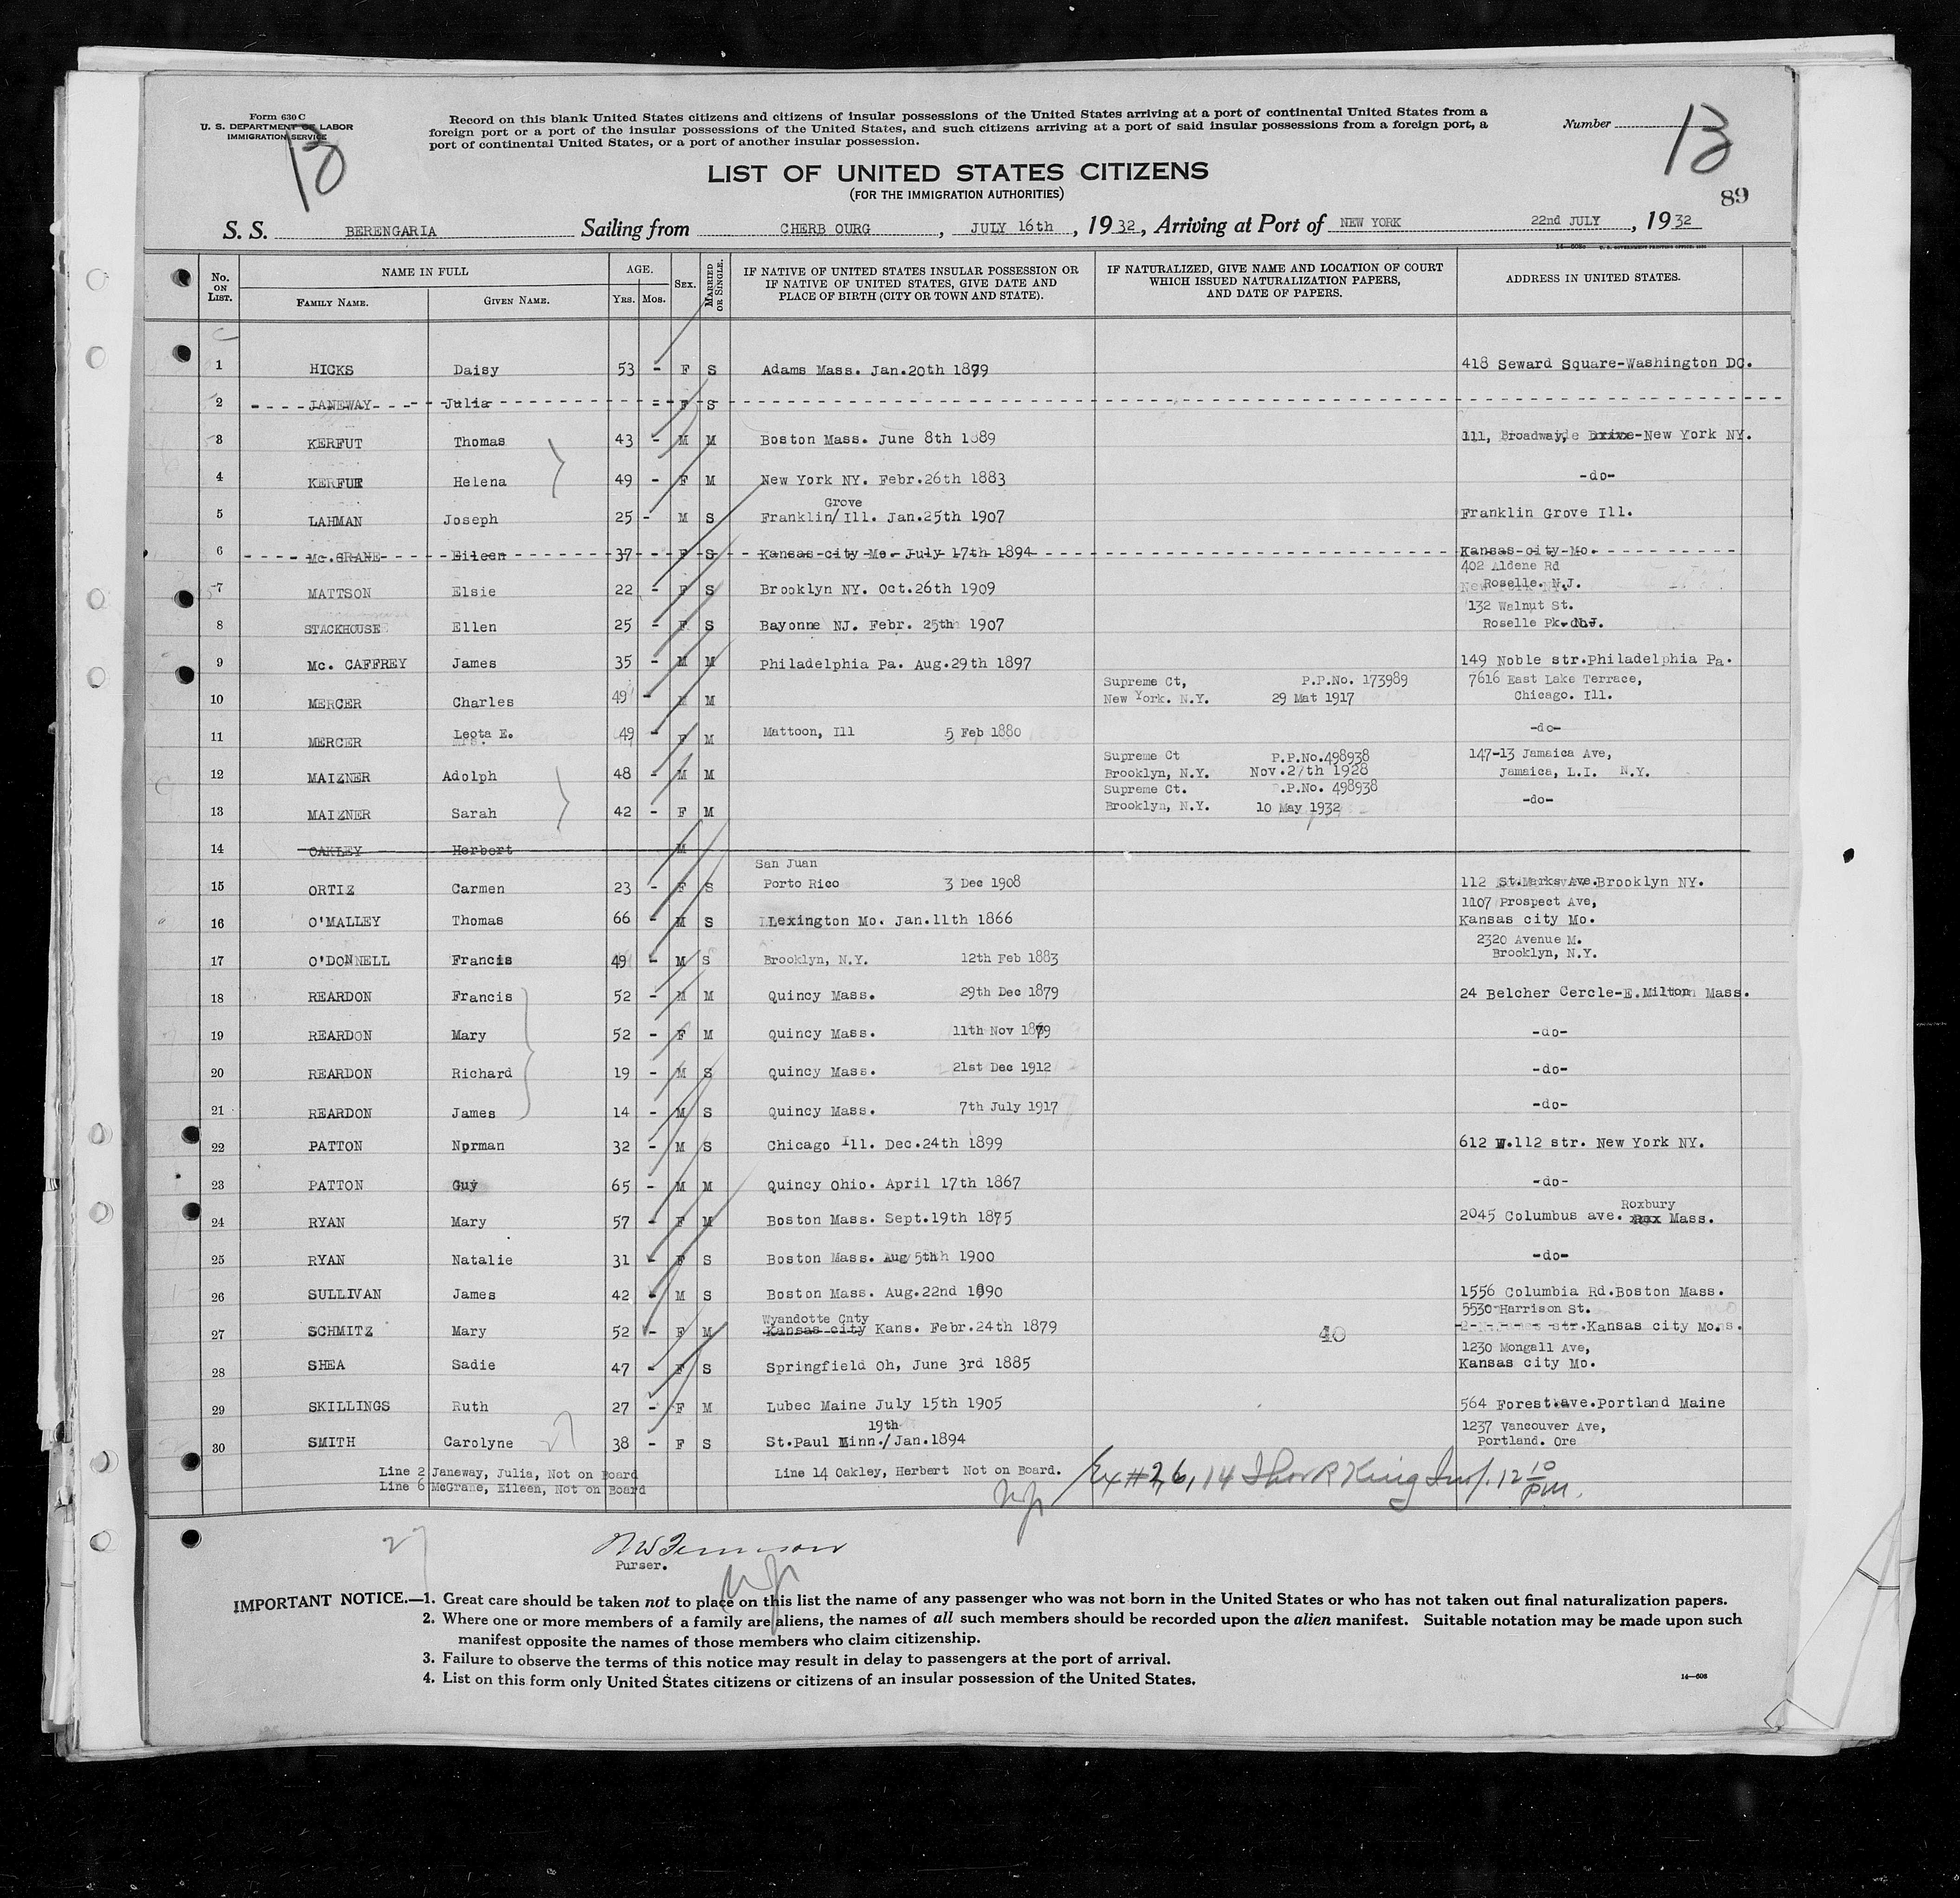 Form 630 C
U. S. DEPARTMENT OF LABOR
IMMIGRATION SERVICE
13
Record on this blank United States citizens and citizens of insular possessions of the United States arriving at a port of continental United States from a
foreign port or a port of the insular possessions of the United States, and such citizens arriving at a port of said insular possessions from a foreign port, a
port of continental United States, or a port of another insular possession.
Number 13
LIST OF UNITED STATES CITIZENS
(FOR THE IMMIGRATION AUTHORITIES)
89
S. S. BERENGARIA Sailing from CHERB OURG, JULY 16th, 1932, Arriving at Port of NEW YORK 22nd JULY, 1932
14-608c U. S. GOVERNMENT PRINTING OFFICE
No. ON LIST. NAME IN FULL AGE. SEX. MARRIED OR SINGLE. IF NATIVE OF UNITED STATES INSULAR POSSESSION OR IF NATIVE OF UNITED STATES, GIVE DATE AND PLACE OF BIRTH (CITY OR TOWN AND STATE). IF NATURALIZED, GIVE NAME AND LOCATION OF COURT WHICH ISSUED NATURALIZATION PAPERS, AND DATE OF PAPERS. ADDRESS IN UNITED STATES.
FAMILY NAME. GIVEN NAME. YRS. MOS.
1 HICKS Daisy 53 - F S Adams Mass. Jan.20th 1879 418 Seward Square-Washington DC.
2 JANEWAY Julia - F S
3 KERFUT Thomas 43 - M M Boston Mass. June 8th 1889 111, Broadway, Drive-New York NY.
4 KERFUT Helena 49 - F M New York NY. Febr.26th 1883 -do-
Grove
5 LAHMAN Joseph 25 - M S Franklin/Ill. Jan.25th 1907 Franklin Grove Ill.
6 Mc.GRANE Eileen 37 - F S Kansas-city-Mo. July 17th 1894 Kansas-city-Mo.
402 Aldene Rd
7 MATTSON Elsie 22 - F S Brooklyn NY. Oct.26th 1909 Roselle. N.J.
132 Walnut St.
8 STACKHOUSE Ellen 25 - F S Bayonne NJ. Febr. 25th 1907 Roselle Pk. N.J.
9 Mc. CAFFREY James 35 - M M Philadelphia Pa. Aug.29th 1897 149 Noble str.Philadelphia Pa.
Supreme Ct, P.P.No. 173989 7616 East Lake Terrace,
10 MERCER Charles 49 - M M New York. N.Y. 29 Mat 1917 Chicago. Ill.
11 MERCER Leota E. 49 - F M Mattoon, Ill 5 Feb 1880 -do-
Supreme Ct P.P.No.498938 147-13 Jamaica Ave,
12 MAIZNER Adolph 48 - M M Brooklyn, N.Y. Nov.27th 1928 Jamaica, L.I. N.Y.
Supreme Ct. P.P.No. 498938
13 MAIZNER Sarah 42 - F M Brooklyn, N.Y. 10 May 1932 -do-
14 OAKLEY Herbert M
San Juan
15 ORTIZ Carmen 23 - F S Porto Rico 3 Dec 1908 112 St.Marks Ave.Brooklyn NY.
1107 Prospect Ave,
16 O'MALLEY Thomas 66 - M S Lexington Mo. Jan.11th 1866 Kansas city Mo.
2320 Avenue M.
17 O'DONNELL Francis 49 - M S Brooklyn, N.Y. 12th Feb 1883 Brooklyn, N.Y.
18 REARDON Francis 52 - M M Quincy Mass. 29th Dec 1879 24 Belcher Cercle-E.Milton Mass.
19 REARDON Mary 52 - F M Quincy Mass. 11th Nov 1879 -do-
20 REARDON Richard 19 - M S Quincy Mass. 21st Dec 1912 -do-
21 REARDON James 14 - M S Quincy Mass. 7th July 1917 -do-
22 PATTON Norman 32 - M S Chicago Ill. Dec.24th 1899 612 W.112 str. New York NY.
23 PATTON Guy 65 - M M Quincy Ohio. April 17th 1867 -do-
Roxbury
24 RYAN Mary 57 - F M Boston Mass. Sept.19th 1875 2045 Columbus ave. Mass.
25 RYAN Natalie 31 - F S Boston Mass. Aug 5th 1900 -do-
26 SULLIVAN James 42 - M S Boston Mass. Aug.22nd 1890 1556 Columbia Rd.Boston Mass.
Wyandotte Cnty 5530 Harrison St.
27 SCHMITZ Mary 52 - F M Kansas city Kans. Febr.24th 1879 40 str.Kansas city Mo.
1230 Mongall Ave,
28 SHEA Sadie 47 - F S Springfield Oh, June 3rd 1885 Kansas city Mo.
29 SKILLINGS Ruth 27 - F M Lubec Maine July 15th 1905 564 Forest.ave.Portland Maine
19th 1237 Vancouver Ave,
30 SMITH Carolyne 38 - F S St.Paul Minn./Jan.1894 Portland. Ore
Line 2 Janeway, Julia, Not on Board Line 14 Oakley, Herbert Not on Board. Ex # 2, 6, 14 Thor R King Insp. 12 10 pm.
Line 6 McGrane, Eileen, Not on Board
27
Purser.
IMPORTANT NOTICE.—1. Great care should be taken not to place on this list the name of any passenger who was not born in the United States or who has not taken out final naturalization papers.
2. Where one or more members of a family are aliens, the names of all such members should be recorded upon the alien manifest. Suitable notation may be made upon such
manifest opposite the names of those members who claim citizenship.
3. Failure to observe the terms of this notice may result in delay to passengers at the port of arrival.
4. List on this form only United States citizens or citizens of an insular possession of the United States.
14—608